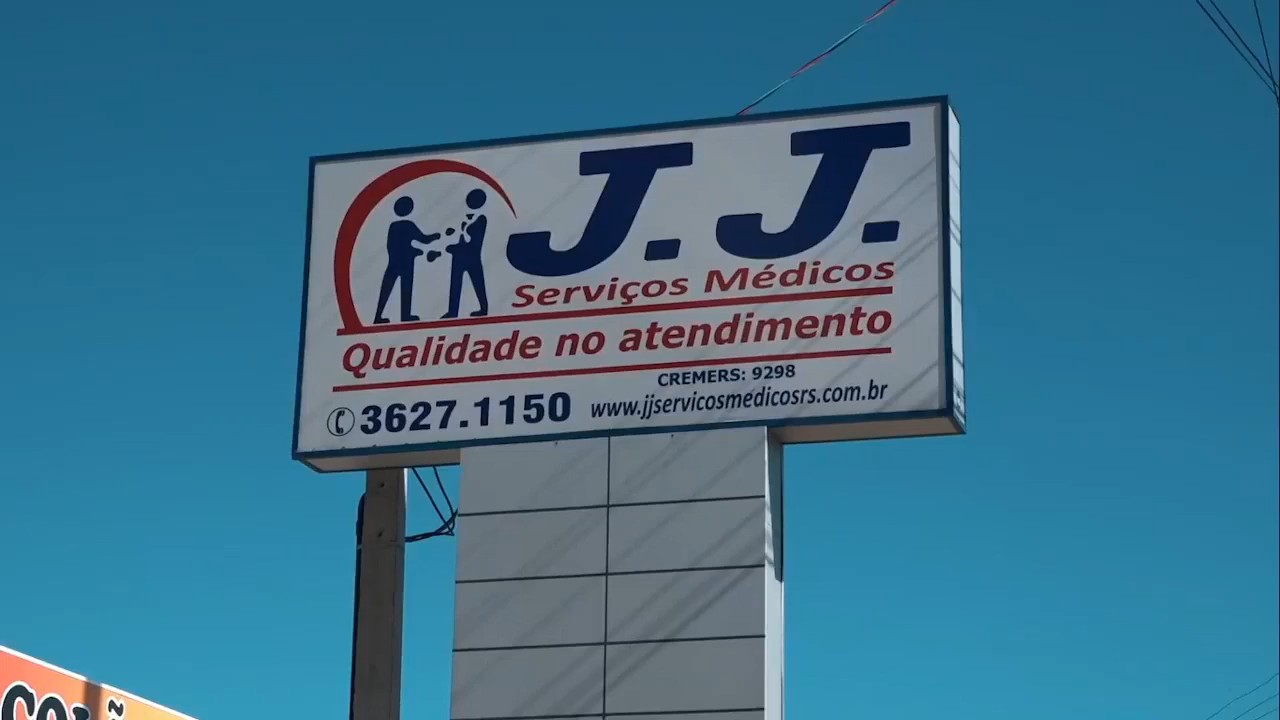 J. J.
Serviços Médicos
Qualidade no atendimento
CREMERS: 9298
3627.1150
www.jjservicosmedicosrs.com.br